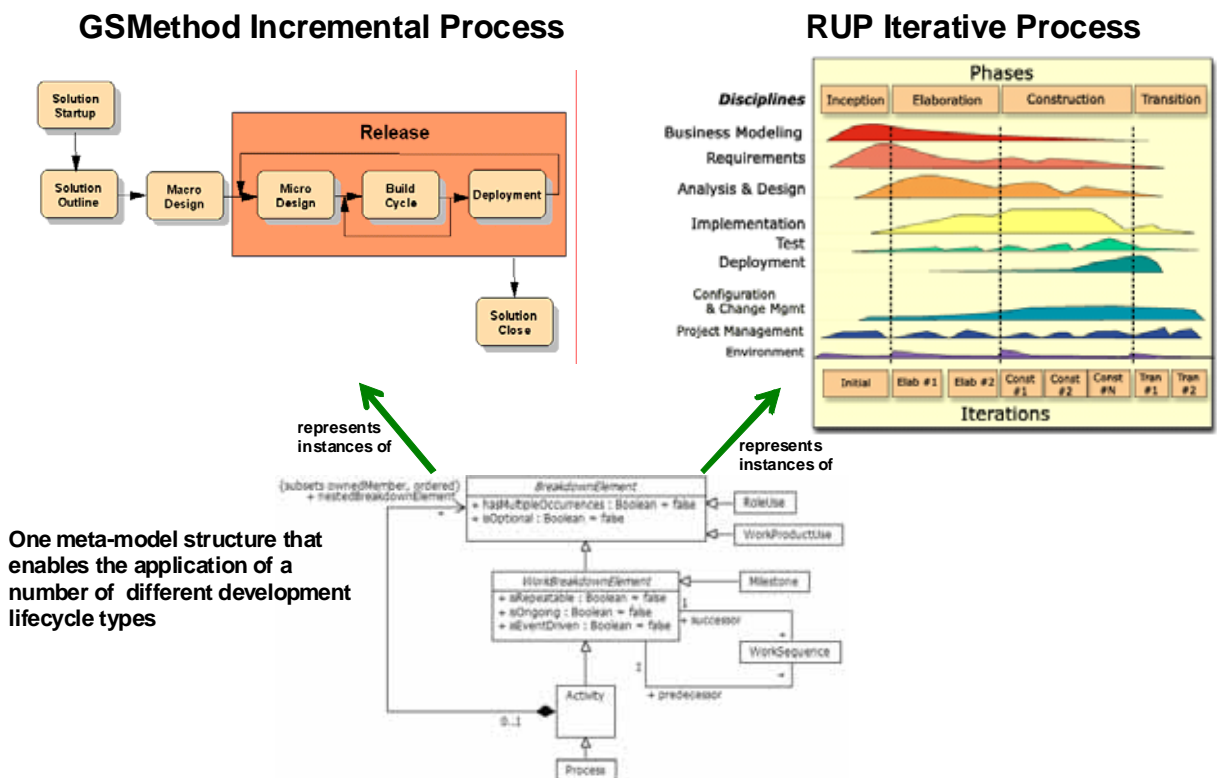 GSMethod Incremental Process
RUP Iterative Process
Solution
Startup
Solution
Outline
Macro
Design
Release
Micro
Design
Build
Cycle
Deployment
Solution
Close
Phases
Disciplines
Inception
Elaboration
Construction
Transition
Business Modeling
Requirements
Analysis & Design
Implementation
Test
Deployment
Configuration
& Change Mgmt
Project Management
Environment
Initial
Elab #1
Elab #2
Const
#1
Const
#2
Const
#N
Tran
#1
Tran
#2
Iterations
represents
instances of
represents
instances of
One meta-model structure that
enables the application of a
number of different development
lifecycle types
{subsets ownedMember, ordered}
+ nestedBreakdownElement
*
BreakdownElement
+ hasMultipleOccurrences : Boolean = false
+ isOptional : Boolean = false
RoleUse
WorkProductUse
WorkBreakdownElement
+ isRepeatable : Boolean = false
+ isOngoing : Boolean = false
+ isEventDriven : Boolean = false
Milestone
1
+ successor
*
WorkSequence
*
1
+ predecessor
Activity
0..1
Process